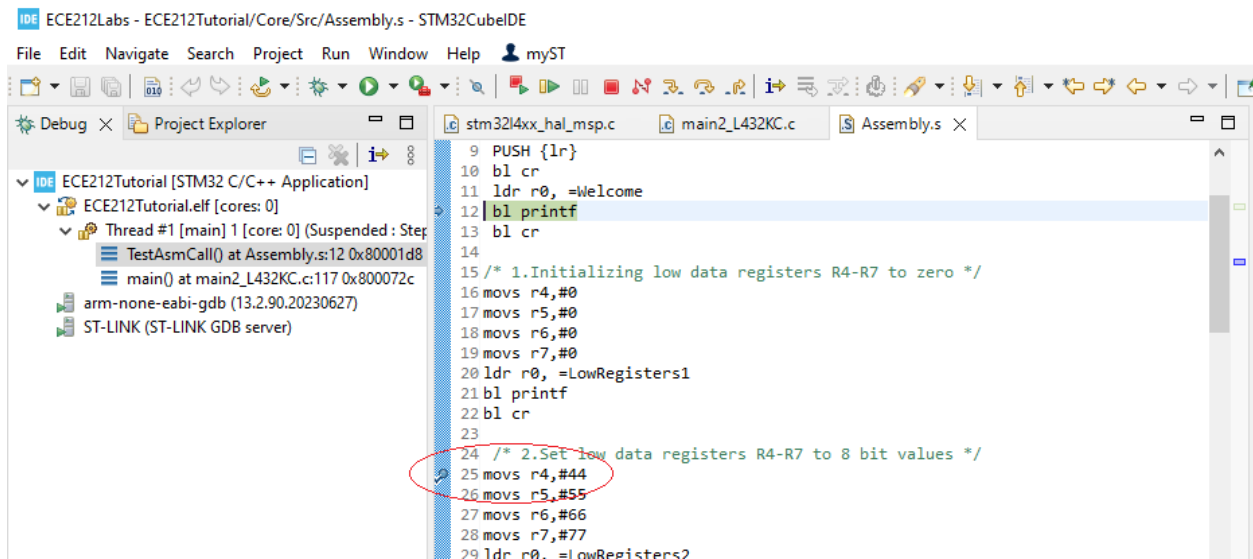 IDE ECE212Labs - ECE212Tutorial/Core/Src/Assembly.s - STM32CubeIDE
File Edit Navigate Search Project Run Window Help myST
Debug Project Explorer
ECE212Tutorial [STM32 C/C++ Application]
ECE212Tutorial.elf [cores: 0]
Thread #1 [main] 1 [core: 0] (Suspended : Step
TestAsmCall() at Assembly.s:12 0x80001d8
main() at main2_L432KC.c:117 0x800072c
arm-none-eabi-gdb (13.2.90.20230627)
ST-LINK (ST-LINK GDB server)
stm32l4xx_hal_msp.c main2_L432KC.c Assembly.s
9 PUSH {lr}
10 bl cr
11 ldr r0, =Welcome
12 bl printf
13 bl cr
14
15 /* 1.Initializing low data registers R4-R7 to zero */
16 movs r4,#0
17 movs r5,#0
18 movs r6,#0
19 movs r7,#0
20 ldr r0, =LowRegisters1
21 bl printf
22 bl cr
23
24 /* 2.Set low data registers R4-R7 to 8 bit values */
25 movs r4,#44
26 movs r5,#55
27 movs r6,#66
28 movs r7,#77
29 ldr r0, =LowRegisters2